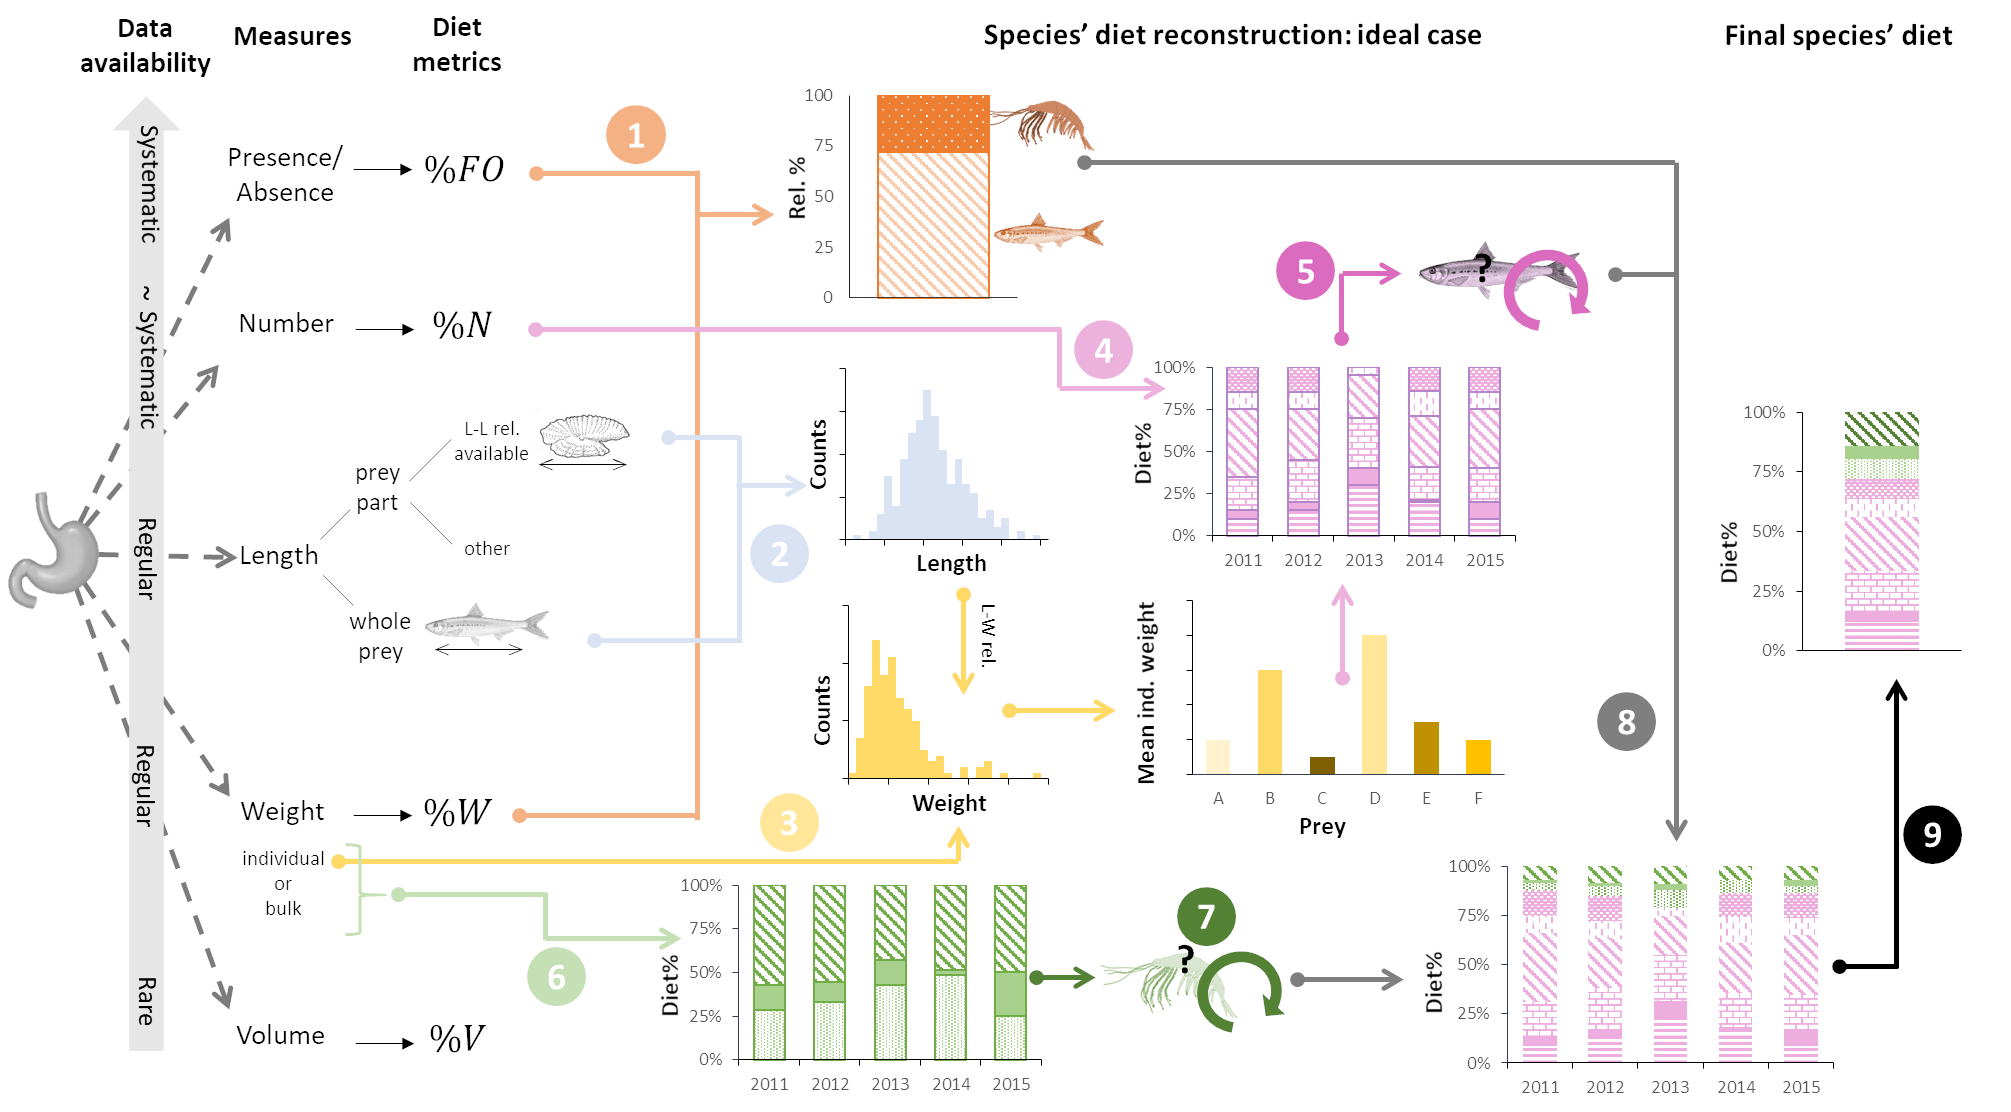 Data
availability
Measures
Diet
metrics
Species’ diet reconstruction: ideal case
Final species’ diet
Systematic
~ Systematic
Regular
Regular
Rare
Presence/
Absence
%FO
Number
%N
Length
prey
part
L-L rel.
available
other
whole
prey
Weight
%W
individual
or
bulk
Volume
%V
1
Rel. %
100
75
50
25
0
2
Counts
Length
L-W rel.
Counts
Weight
3
Mean ind. weight
A B C D E F
Prey
4
Diet%
100%
75%
50%
25%
0%
2011 2012 2013 2014 2015
5
?
6
Diet%
100%
75%
50%
25%
0%
2011 2012 2013 2014 2015
7
?
8
Diet%
100%
75%
50%
25%
0%
2011 2012 2013 2014 2015
9
Diet%
100%
75%
50%
25%
0%